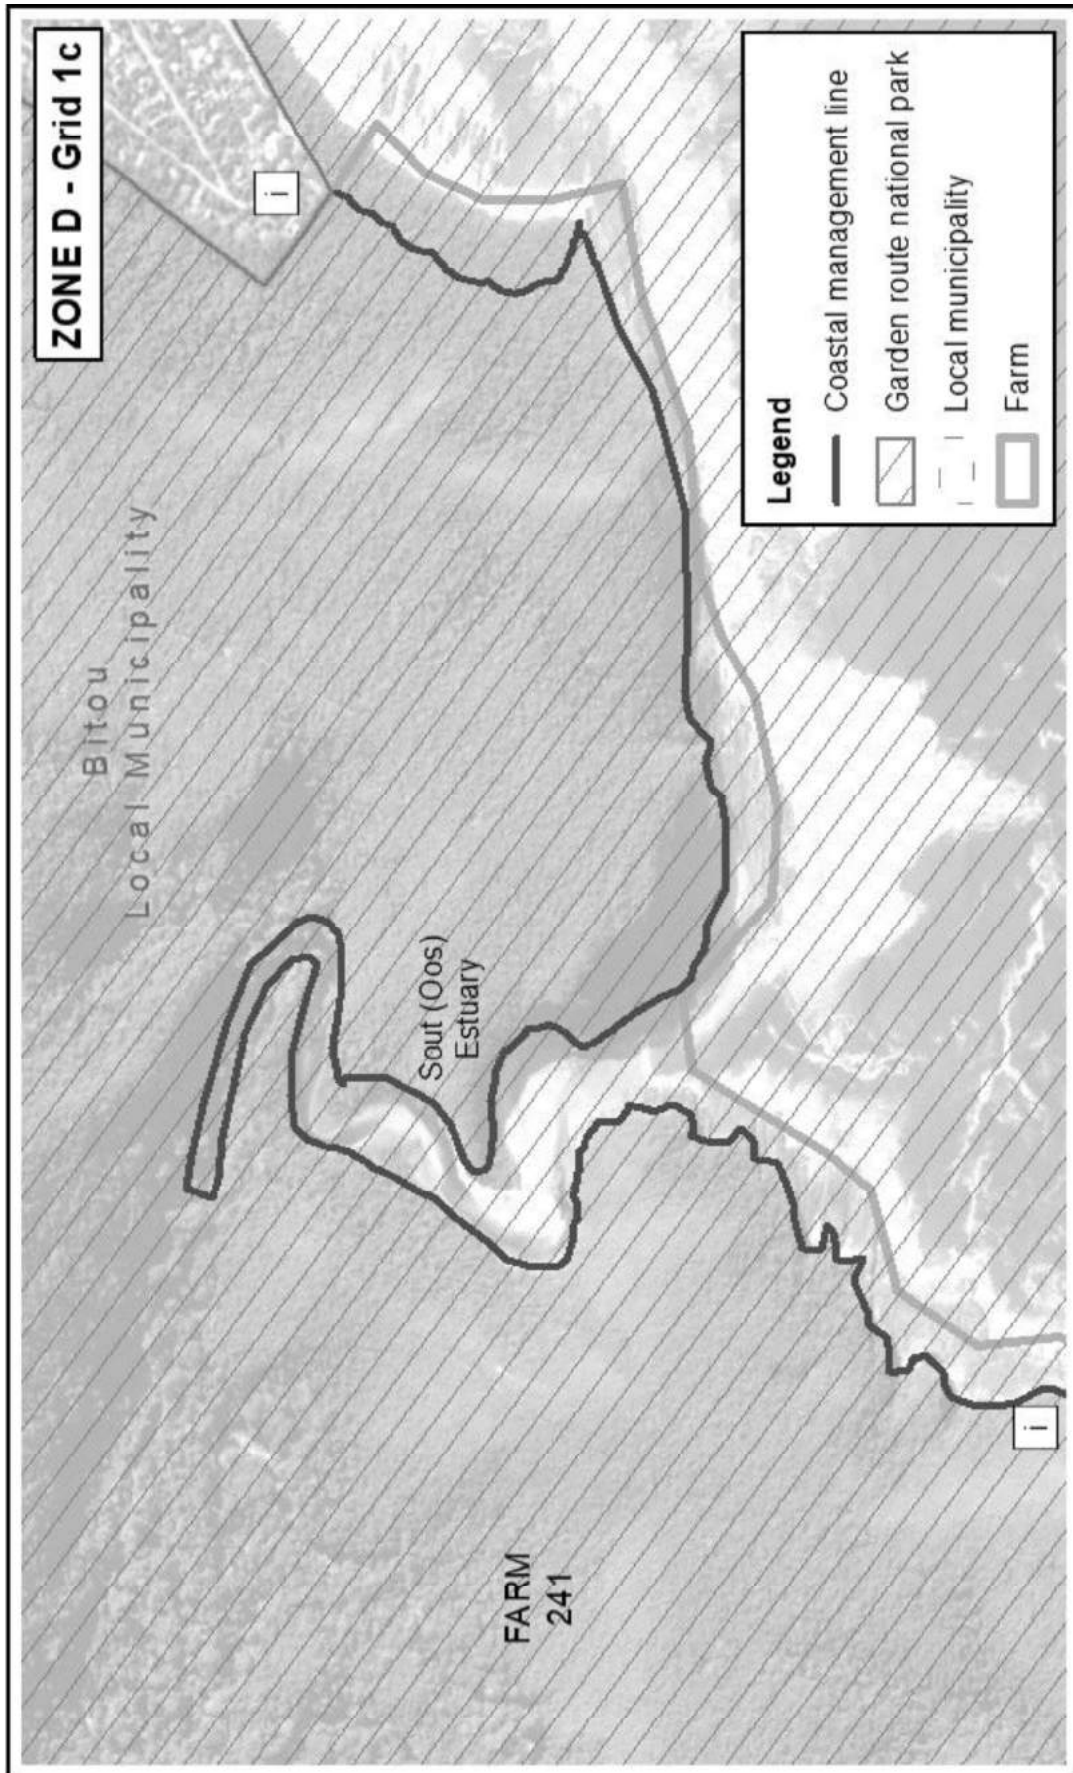 ZONE D - Grid 1c
Bitou
Local Municipality
i
Sout (Oos)
Estuary
FARM
241
i
Legend
Coastal management line
Garden route national park
Local municipality
Farm